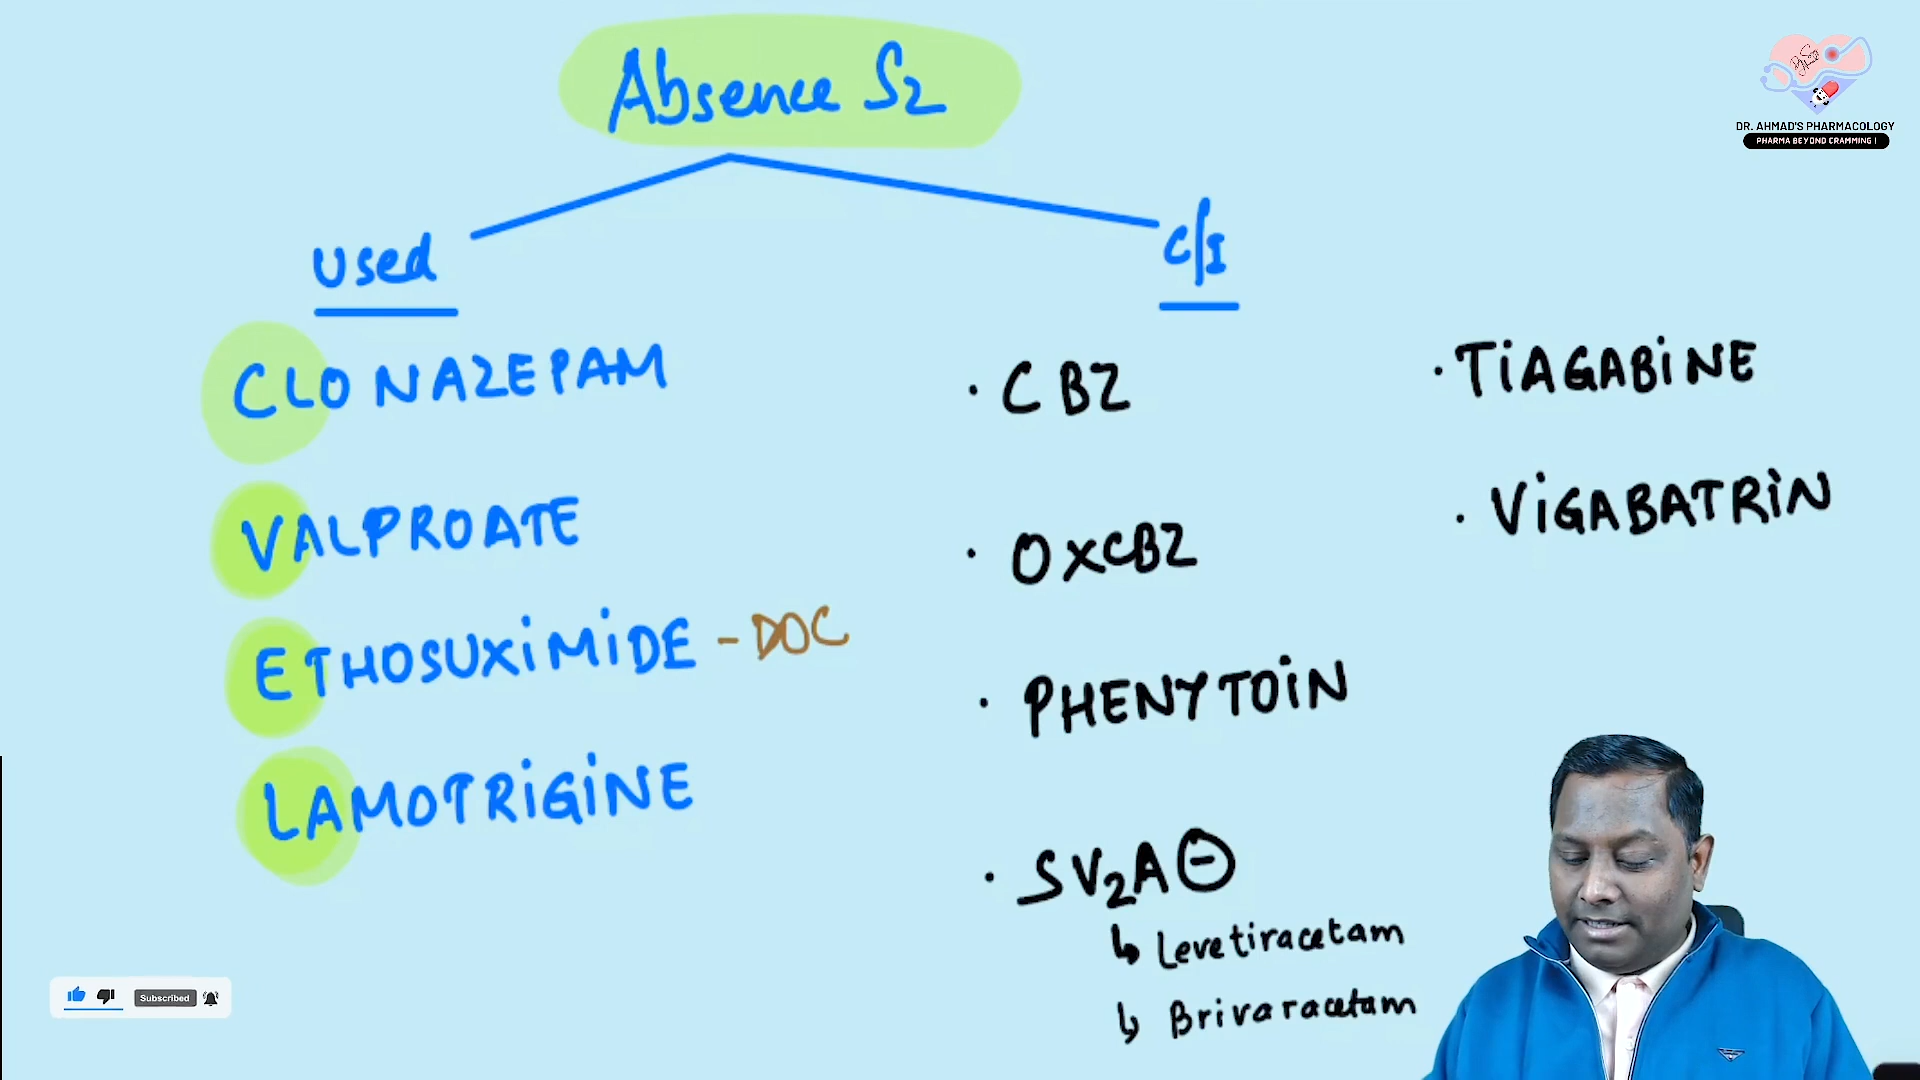 Absence Sz
DR. AHMAD'S PHARMACOLOGY
PHARMA BEYOND CRAMMING !
Used
C/I
CLONAZEPAM
VALPROATE
ETHOSUXiMiDE - DOC
LAMOTRiGiNE
· CBZ
· OXCBZ
· PHENYTOiN
· SV2A ⊖
↳ Levetiracetam
↳ Brivaracetam
· TiAGABiNE
· ViGABATRiN
Subscribed